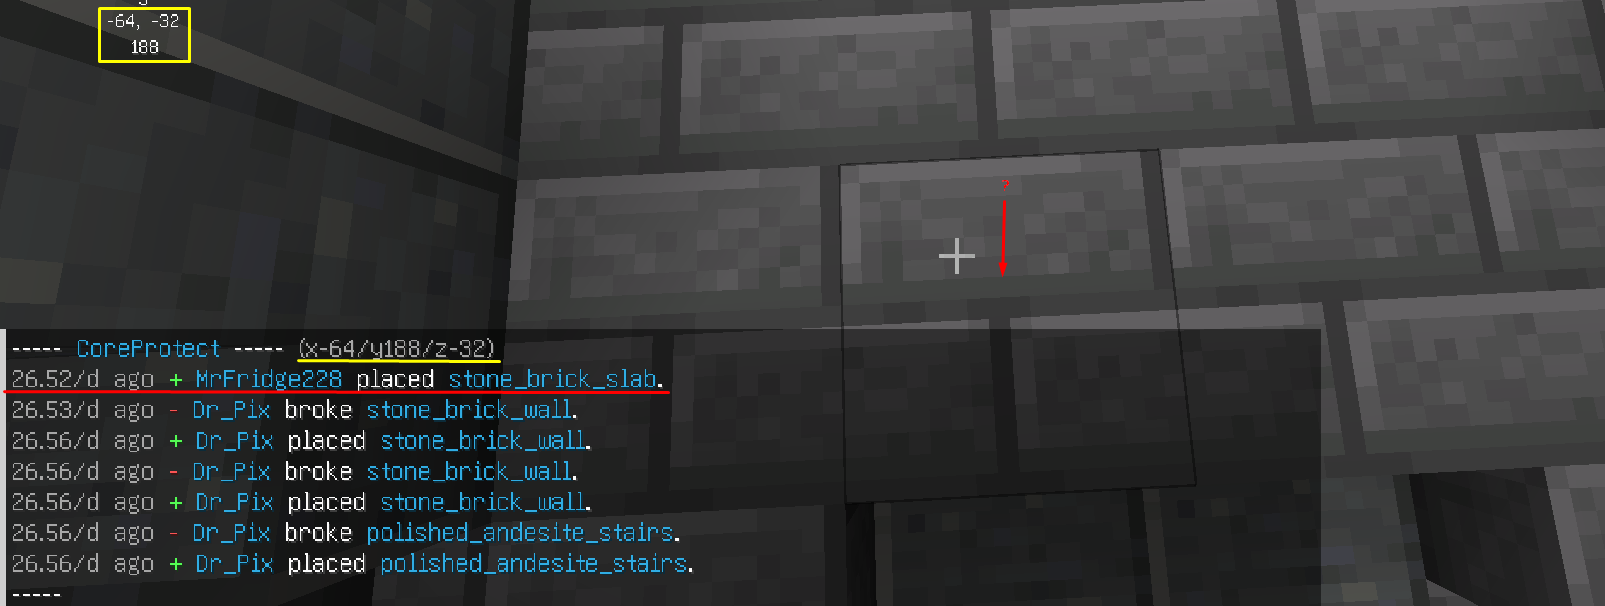 -64, -32
188
?
----- CoreProtect ----- (x-64/y188/z-32)
26.52/d ago + MrFridge228 placed stone_brick_slab.
26.53/d ago - Dr_Pix broke stone_brick_wall.
26.56/d ago + Dr_Pix placed stone_brick_wall.
26.56/d ago - Dr_Pix broke stone_brick_wall.
26.56/d ago + Dr_Pix placed stone_brick_wall.
26.56/d ago - Dr_Pix broke polished_andesite_stairs.
26.56/d ago + Dr_Pix placed polished_andesite_stairs.
-----